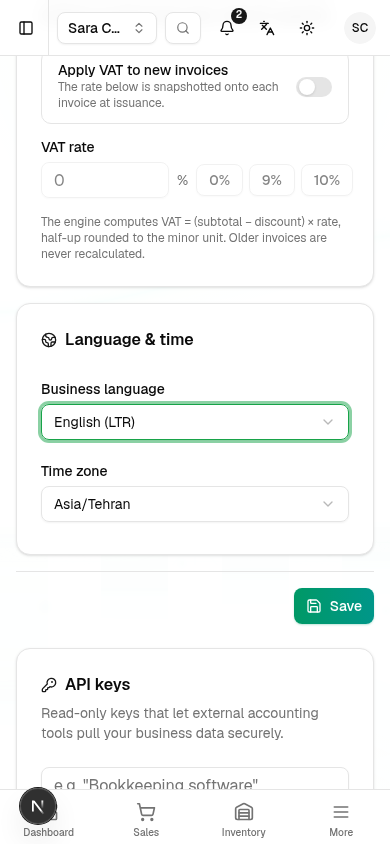 Sara C...
2
SC
Apply VAT to new invoices
The rate below is snapshotted onto each
invoice at issuance.
VAT rate
0
%
0%
9%
10%
The engine computes VAT = (subtotal − discount) × rate,
half-up rounded to the minor unit. Older invoices are
never recalculated.
Language & time
Business language
English (LTR)
Time zone
Asia/Tehran
Save
API keys
Read-only keys that let external accounting
tools pull your business data securely.
e.g. "Bookkeeping software"
N
Dashboard
Sales
Inventory
More